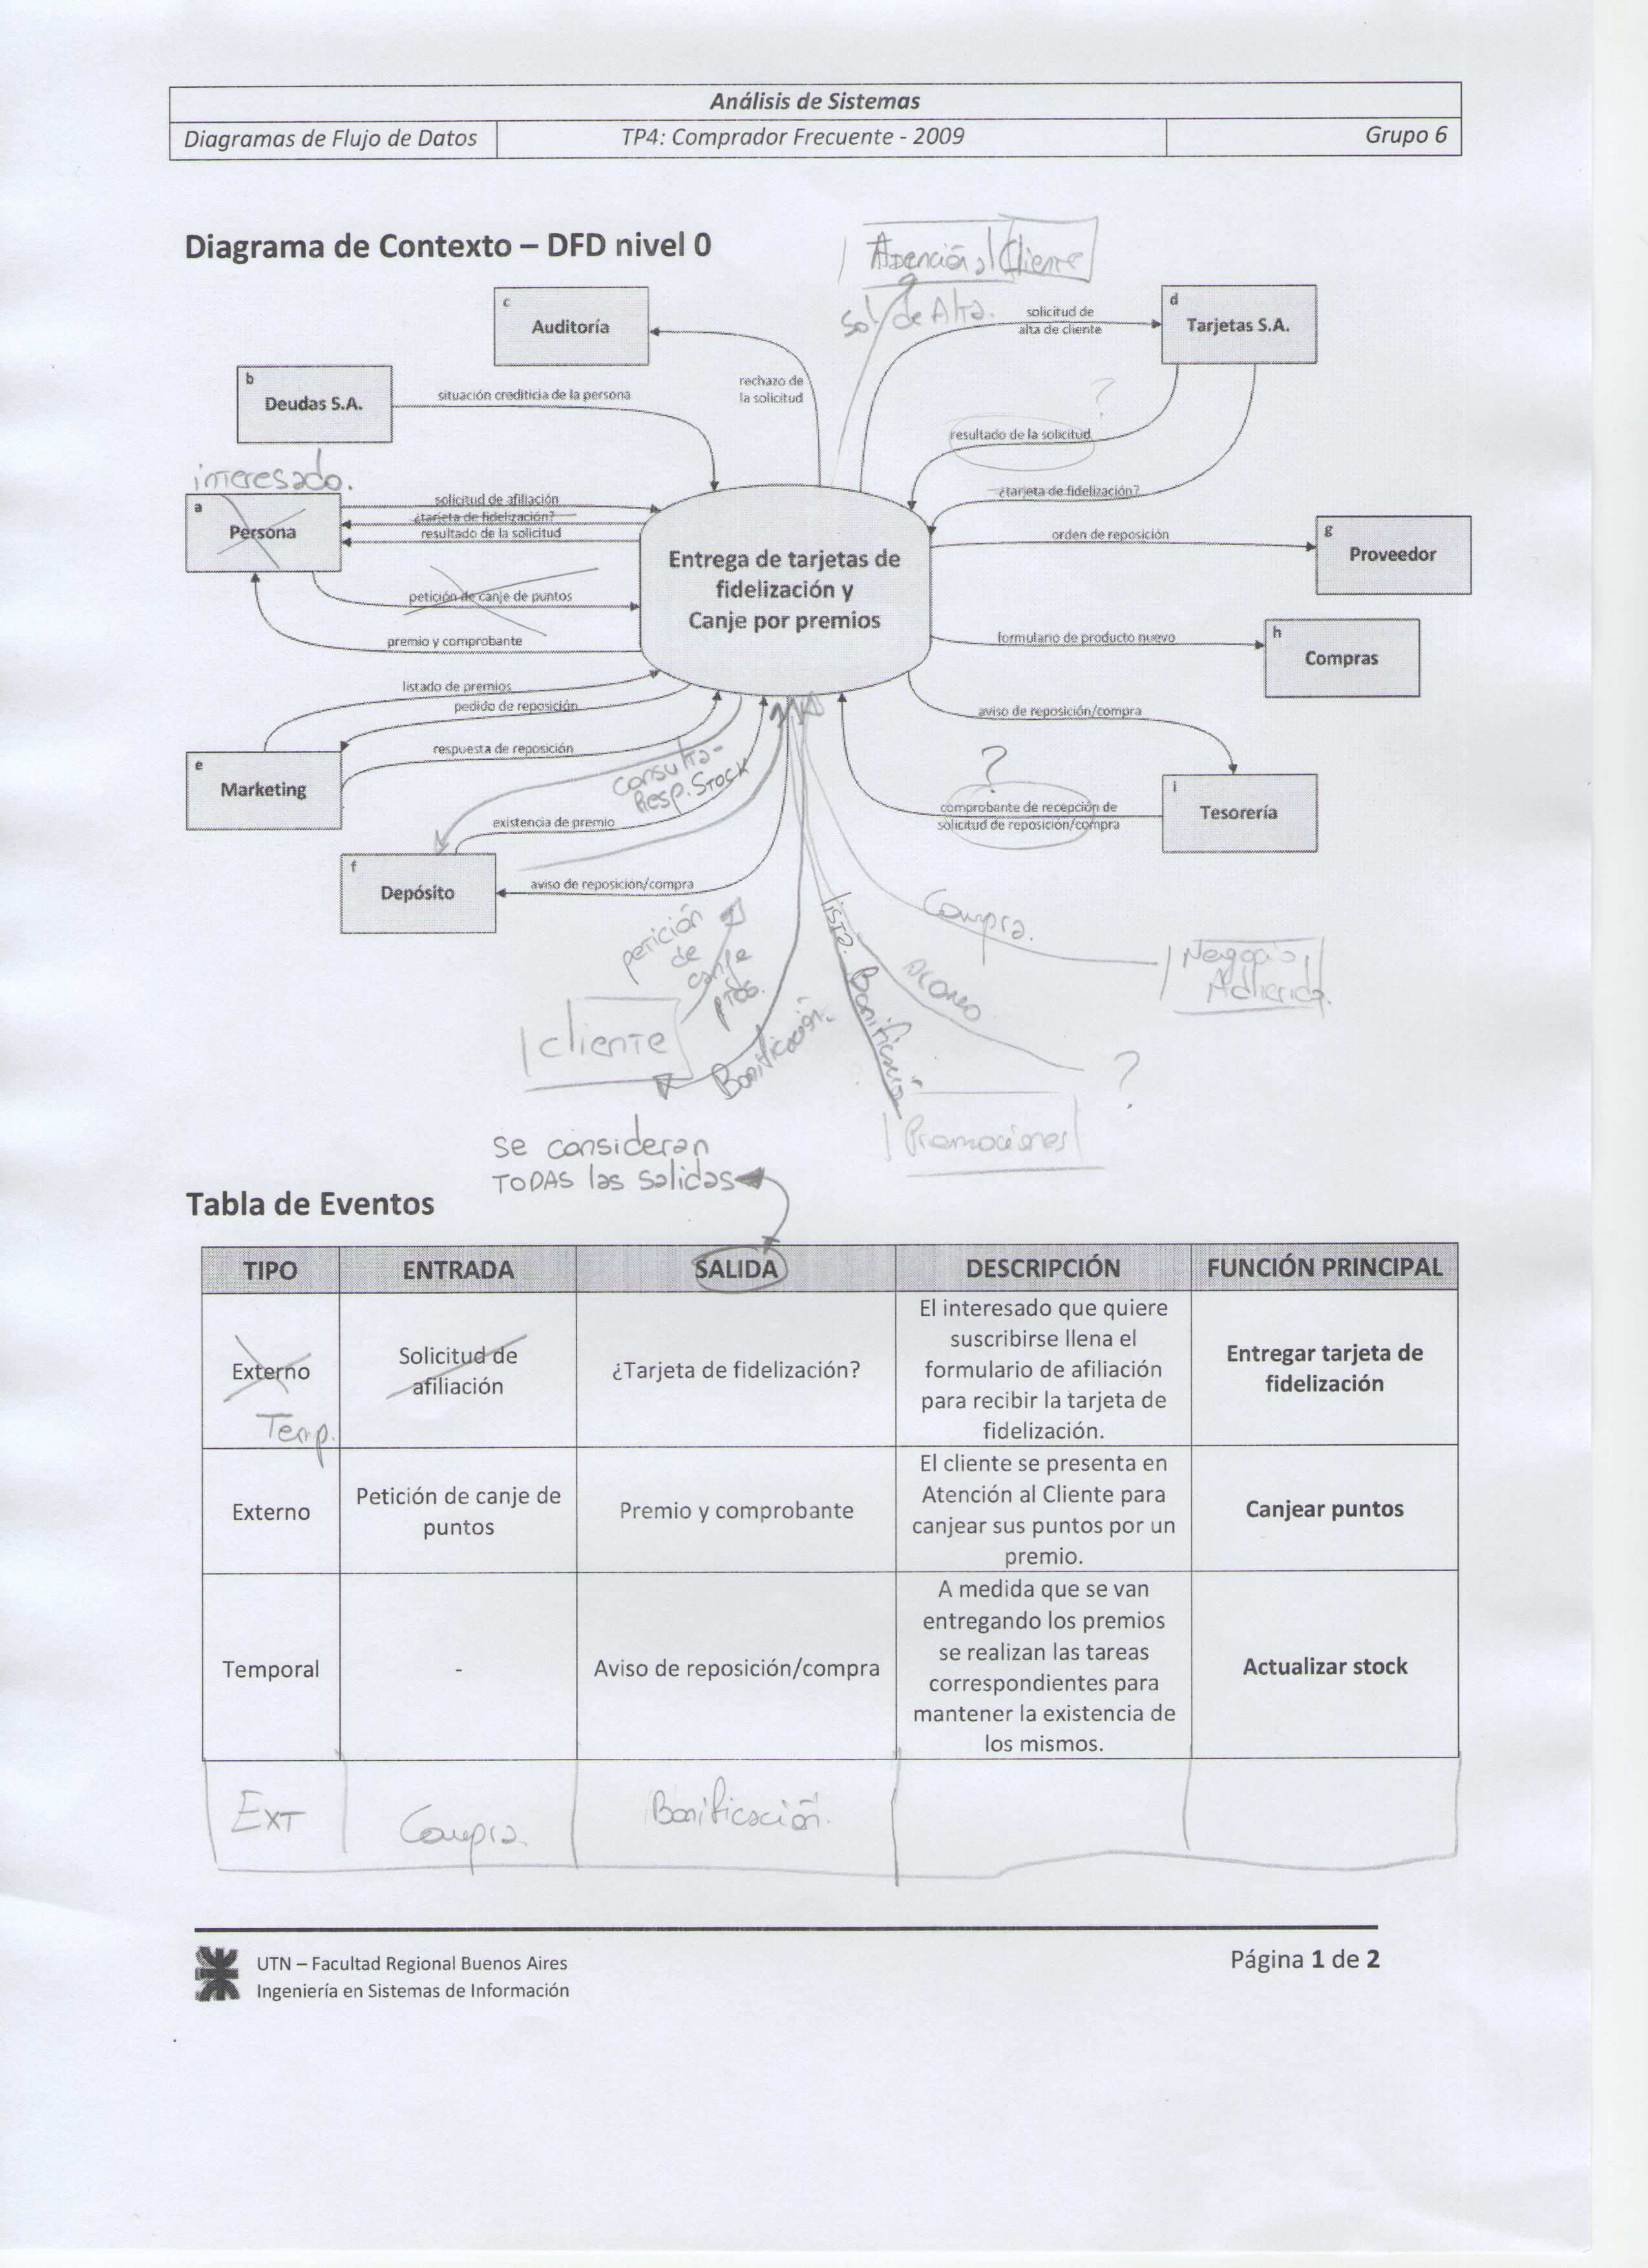 Análisis de Sistemas
Diagramas de Flujo de Datos
TP4: Comprador Frecuente - 2009
Grupo 6
Diagrama de Contexto – DFD nivel 0
Atención al Cliente
Sol de Alta.
c
Auditoría
solicitud de
alta de cliente
d
Tarjetas S.A.
b
Deudas S.A.
situación crediticia de la persona
rechazo de
la solicitud
?
resultado de la solicitud
interesado.
a
Persona
solicitud de afiliación
¿tarjeta de fidelización?
resultado de la solicitud
¿tarjeta de fidelización?
orden de reposición
g
Proveedor
Entrega de tarjetas de
fidelización y
Canje por premios
petición de canje de puntos
premio y comprobante
formulario de producto nuevo
h
Compras
listado de premios
pedido de reposición
aviso de reposición/compra
respuesta de reposición
e
Marketing
consulta-
Resp. Stock
?
comprobante de recepción de
solicitud de reposición/compra
i
Tesorería
existencia de premio
f
Depósito
aviso de reposición/compra
petición
de
canje
ptos.
cliente
Bonificación.
lista Bonificación
Compra.
Negocio
?
Promociones
se consideran
TODAS las salidas
Tabla de Eventos
TIPO
ENTRADA
SALIDA
DESCRIPCIÓN
FUNCIÓN PRINCIPAL
Externo
Temp.
Solicitud de
afiliación
¿Tarjeta de fidelización?
El interesado que quiere
suscribirse llena el
formulario de afiliación
para recibir la tarjeta de
fidelización.
Entregar tarjeta de
fidelización
Externo
Petición de canje de
puntos
Premio y comprobante
El cliente se presenta en
Atención al Cliente para
canjear sus puntos por un
premio.
Canjear puntos
Temporal
-
Aviso de reposición/compra
A medida que se van
entregando los premios
se realizan las tareas
correspondientes para
mantener la existencia de
los mismos.
Actualizar stock
EXT
Compra.
Bonificación.
UTN – Facultad Regional Buenos Aires
Ingeniería en Sistemas de Información
Página 1 de 2